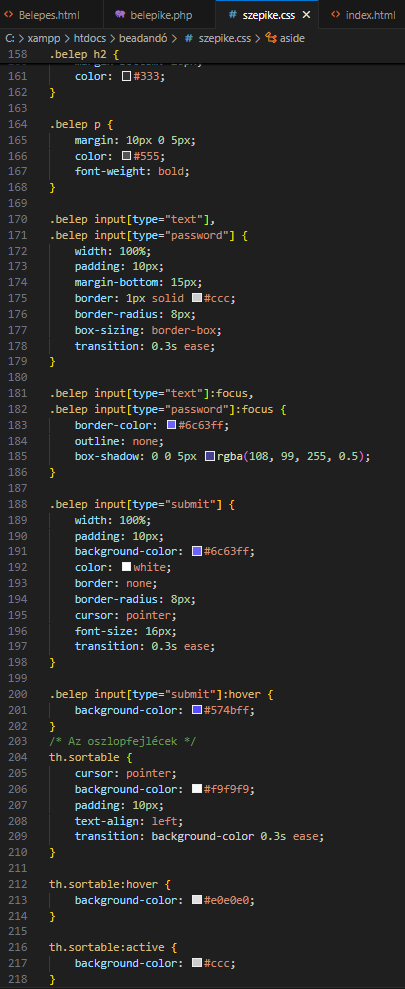 Belepes.html belepike.php szepike.css index.html
C: > xampp > htdocs > beadandó > szepike.css > aside
158 .belep h2 {
161 color: #333;
162 }
163
164 .belep p {
165 margin: 10px 0 5px;
166 color: #555;
167 font-weight: bold;
168 }
169
170 .belep input[type="text"],
171 .belep input[type="password"] {
172 width: 100%;
173 padding: 10px;
174 margin-bottom: 15px;
175 border: 1px solid #ccc;
176 border-radius: 8px;
177 box-sizing: border-box;
178 transition: 0.3s ease;
179 }
180
181 .belep input[type="text"]:focus,
182 .belep input[type="password"]:focus {
183 border-color: #6c63ff;
184 outline: none;
185 box-shadow: 0 0 5px rgba(108, 99, 255, 0.5);
186 }
187
188 .belep input[type="submit"] {
189 width: 100%;
190 padding: 10px;
191 background-color: #6c63ff;
192 color: white;
193 border: none;
194 border-radius: 8px;
195 cursor: pointer;
196 font-size: 16px;
197 transition: 0.3s ease;
198 }
199
200 .belep input[type="submit"]:hover {
201 background-color: #574bff;
202 }
203 /* Az oszlopfejlécek */
204 th.sortable {
205 cursor: pointer;
206 background-color: #f9f9f9;
207 padding: 10px;
208 text-align: left;
209 transition: background-color 0.3s ease;
210 }
211
212 th.sortable:hover {
213 background-color: #e0e0e0;
214 }
215
216 th.sortable:active {
217 background-color: #ccc;
218 }